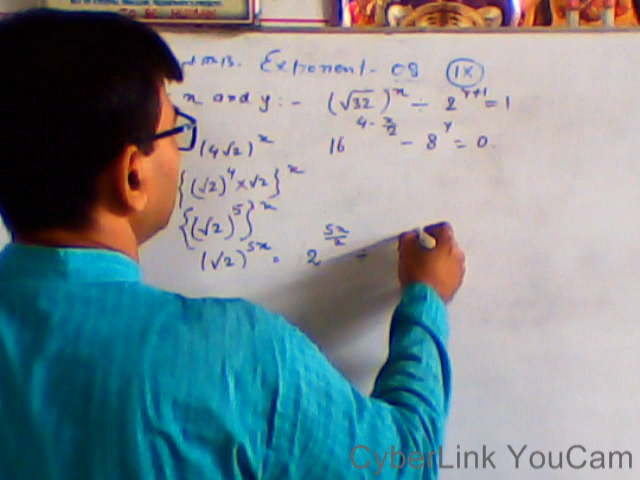 Exponent - 08 (IX)
x and y :- (√32)^x ÷ 2^(y+1) = 1
16^(4 - x/2) - 8^y = 0.
(4√2)^x
{(√2)^4 × √2}^x
{(√2)^5}^x
(√2)^5x = 2^(5x/2) ÷
CyberLink YouCam